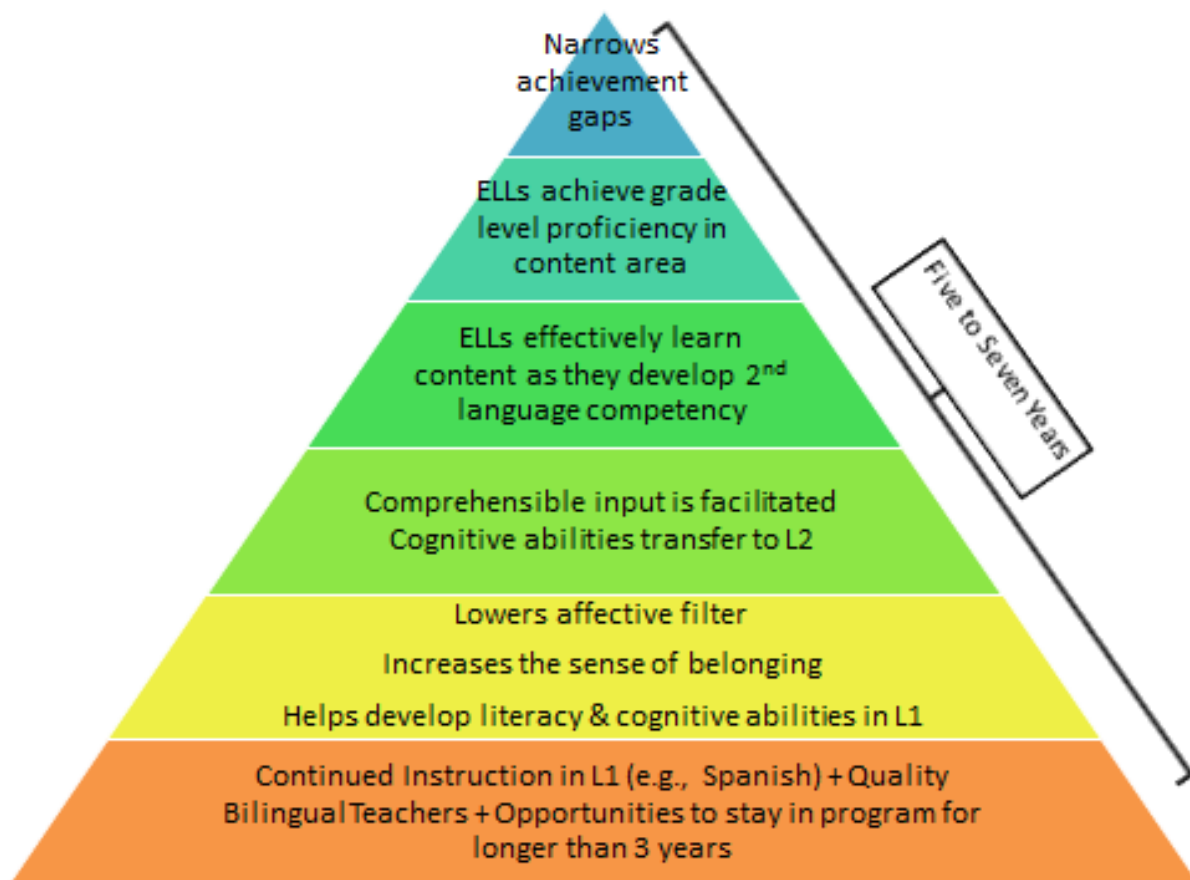 Narrows
achievement
gaps
ELLs achieve grade
level proficiency in
content area
ELLs effectively learn
content as they develop 2nd
language competency
Comprehensible input is facilitated
Cognitive abilities transfer to L2
Lowers affective filter
Increases the sense of belonging
Helps develop literacy & cognitive abilities in L1
Continued Instruction in L1 (e.g., Spanish) + Quality
Bilingual Teachers + Opportunities to stay in program for
longer than 3 years
Five to Seven Years